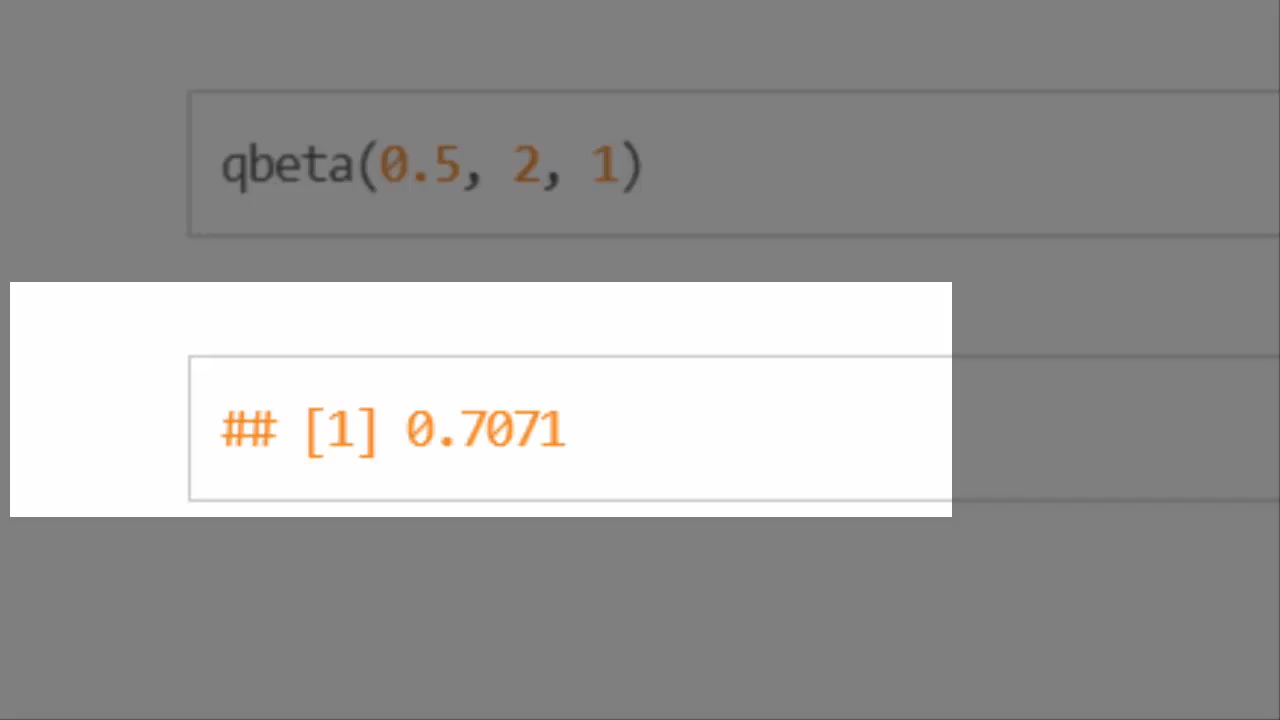 qbeta(0.5, 2, 1)
## [1] 0.7071